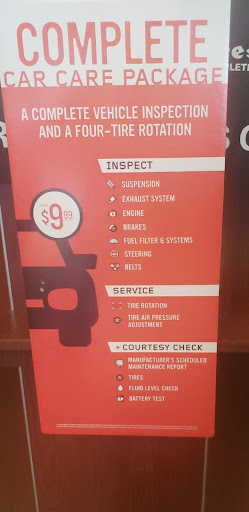 COMPLETE
CAR CARE PACKAGE
A COMPLETE VEHICLE INSPECTION
AND A FOUR-TIRE ROTATION
INSPECT
SUSPENSION
EXHAUST SYSTEM
ENGINE
BRAKES
FUEL FILTER & SYSTEMS
STEERING
BELTS
$9.99
SERVICE
TIRE ROTATION
TIRE AIR PRESSURE
ADJUSTMENT
+ COURTESY CHECK
MANUFACTURER'S SCHEDULED
MAINTENANCE REPORT
TIRES
FLUID LEVEL CHECK
BATTERY TEST